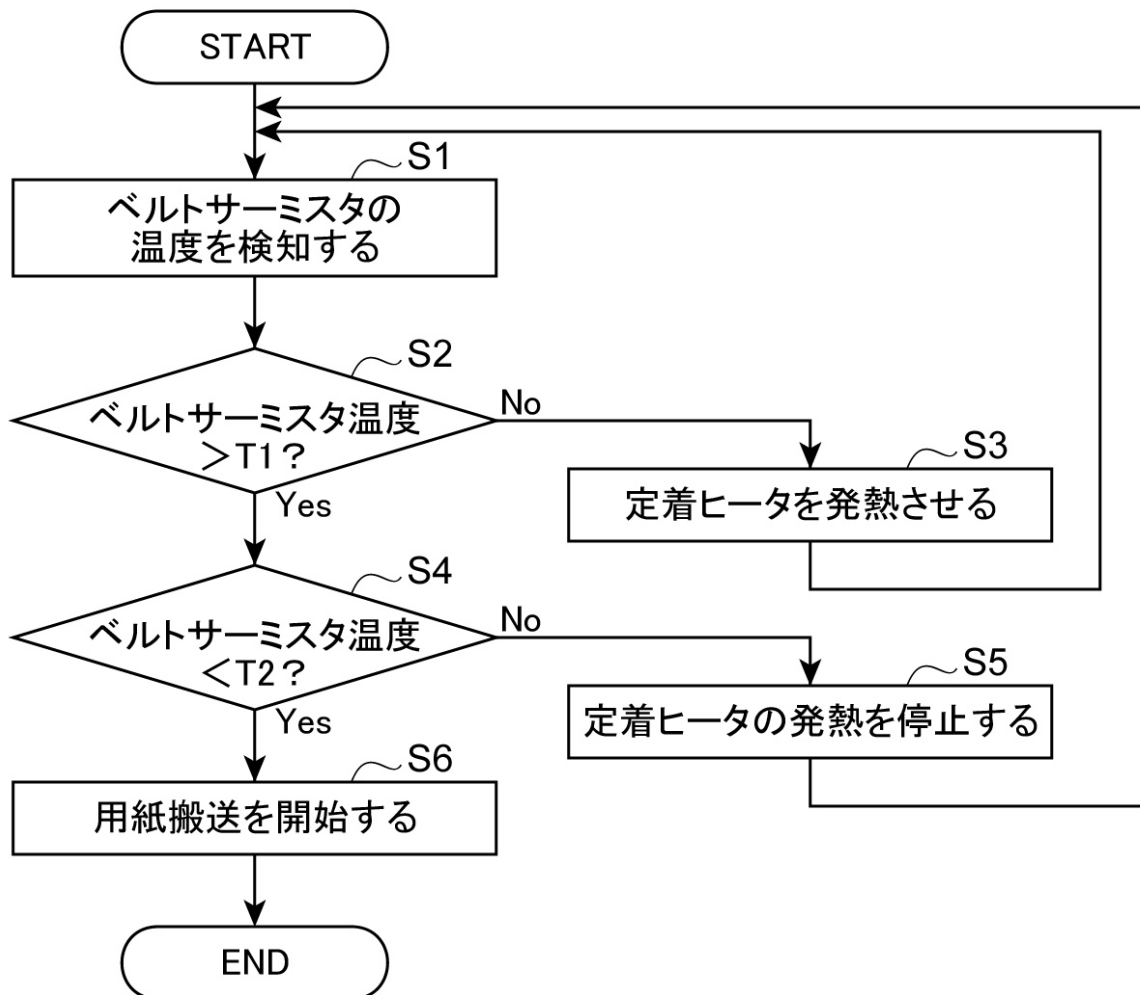 START
S1
ベルトサーミスタの
温度を検知する
S2
ベルトサーミスタ温度
＞T1？
No
Yes
S3
定着ヒータを発熱させる
S4
ベルトサーミスタ温度
＜T2？
No
Yes
S5
定着ヒータの発熱を停止する
S6
用紙搬送を開始する
END